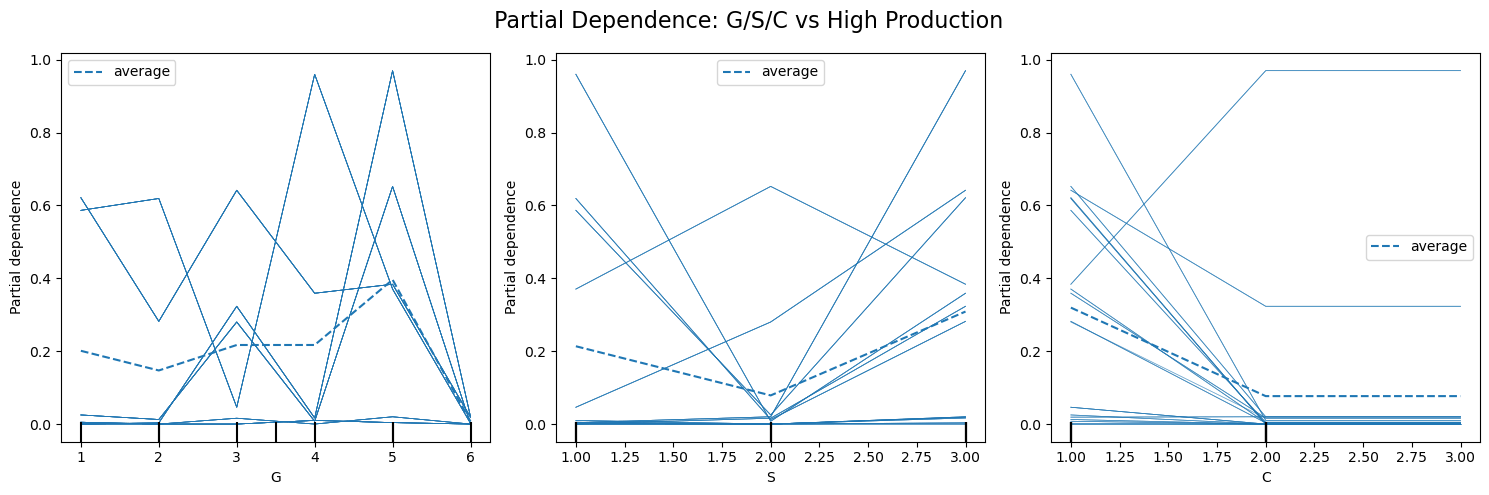 Partial Dependence: G/S/C vs High Production
Partial dependence
1.0
0.8
0.6
0.4
0.2
0.0
average
1 2 3 4 5 6
G
Partial dependence
1.0
0.8
0.6
0.4
0.2
0.0
average
1.00 1.25 1.50 1.75 2.00 2.25 2.50 2.75 3.00
S
Partial dependence
1.0
0.8
0.6
0.4
0.2
0.0
average
1.00 1.25 1.50 1.75 2.00 2.25 2.50 2.75 3.00
C